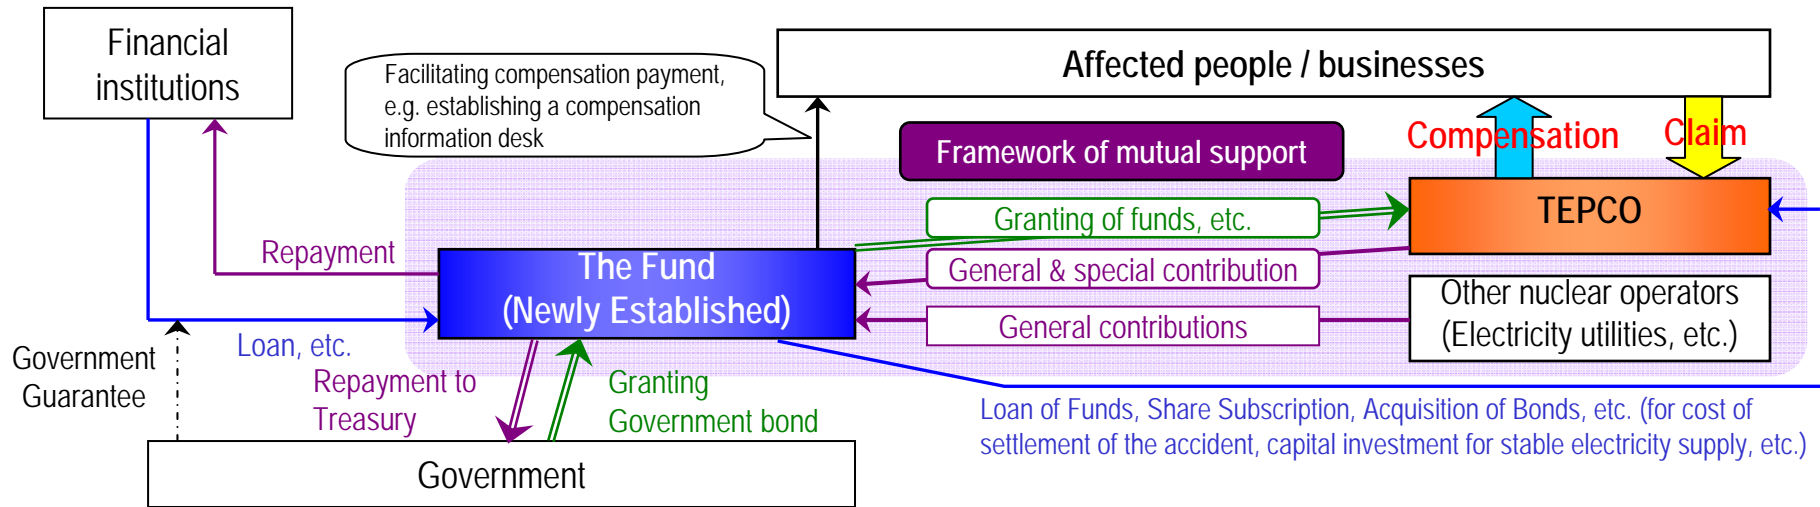 Financial
institutions
Facilitating compensation payment,
e.g. establishing a compensation
information desk
Affected people / businesses
Framework of mutual support
Compensation
Claim
TEPCO
Granting of funds, etc.
General & special contribution
General contributions
Other nuclear operators
(Electricity utilities, etc.)
Repayment
The Fund
(Newly Established)
Loan, etc.
Government
Guarantee
Repayment to
Treasury
Granting
Government bond
Loan of Funds, Share Subscription, Acquisition of Bonds, etc. (for cost of
settlement of the accident, capital investment for stable electricity supply, etc.)
Government